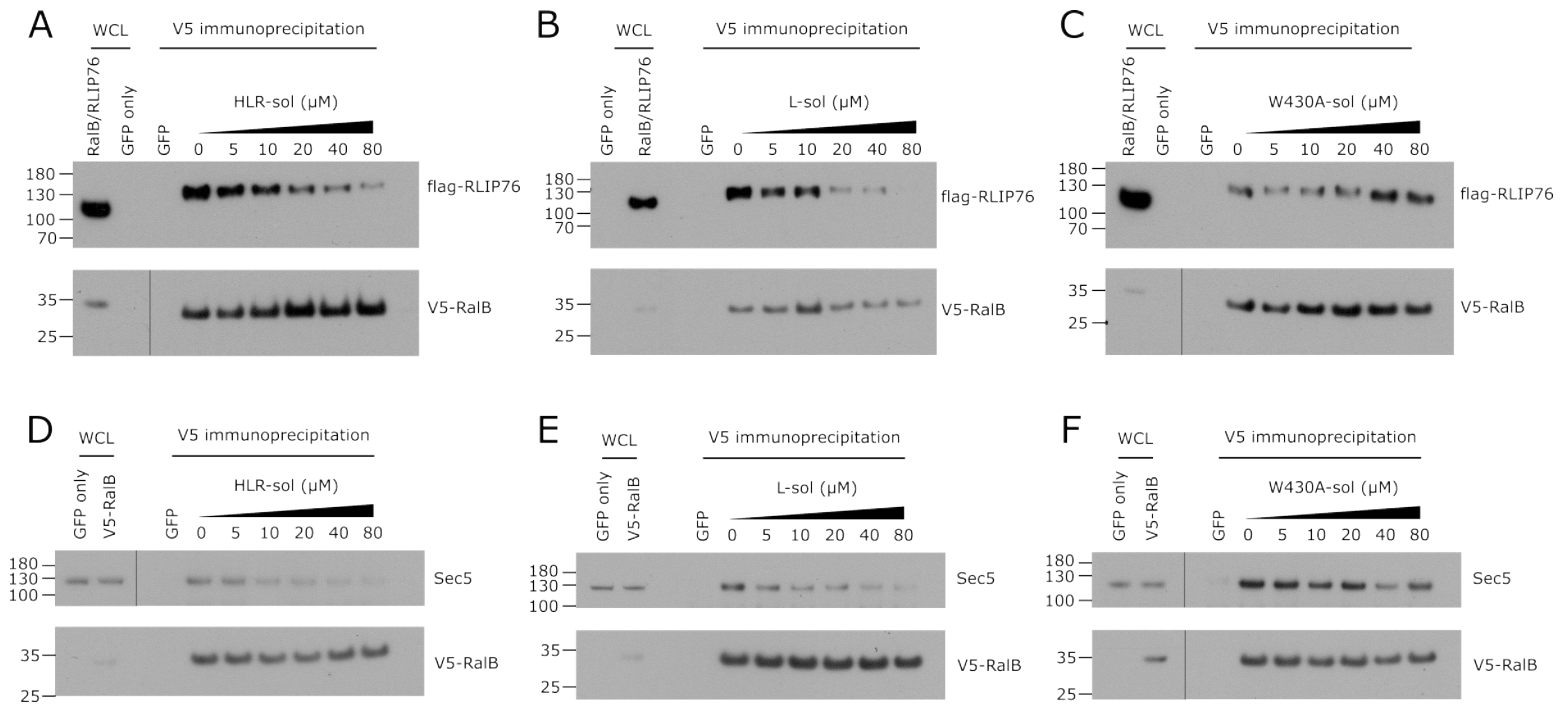 A
WCL
V5 immunoprecipitation
RalB/RLIP76
GFP only
GFP
HLR-sol (µM)
0 5 10 20 40 80
180
130
100
70
flag-RLIP76
35
25
V5-RalB
B
WCL
V5 immunoprecipitation
GFP only
RalB/RLIP76
GFP
L-sol (µM)
0 5 10 20 40 80
180
130
100
70
flag-RLIP76
35
25
V5-RalB
C
WCL
V5 immunoprecipitation
RalB/RLIP76
GFP only
GFP
W430A-sol (µM)
0 5 10 20 40 80
180
130
100
70
flag-RLIP76
35
25
V5-RalB
D
WCL
V5 immunoprecipitation
GFP only
V5-RalB
GFP
HLR-sol (µM)
0 5 10 20 40 80
180
130
100
Sec5
35
25
V5-RalB
E
WCL
V5 immunoprecipitation
GFP only
V5-RalB
GFP
L-sol (µM)
0 5 10 20 40 80
180
130
100
Sec5
35
25
V5-RalB
F
WCL
V5 immunoprecipitation
GFP only
V5-RalB
GFP
W430A-sol (µM)
0 5 10 20 40 80
180
130
100
Sec5
35
25
V5-RalB